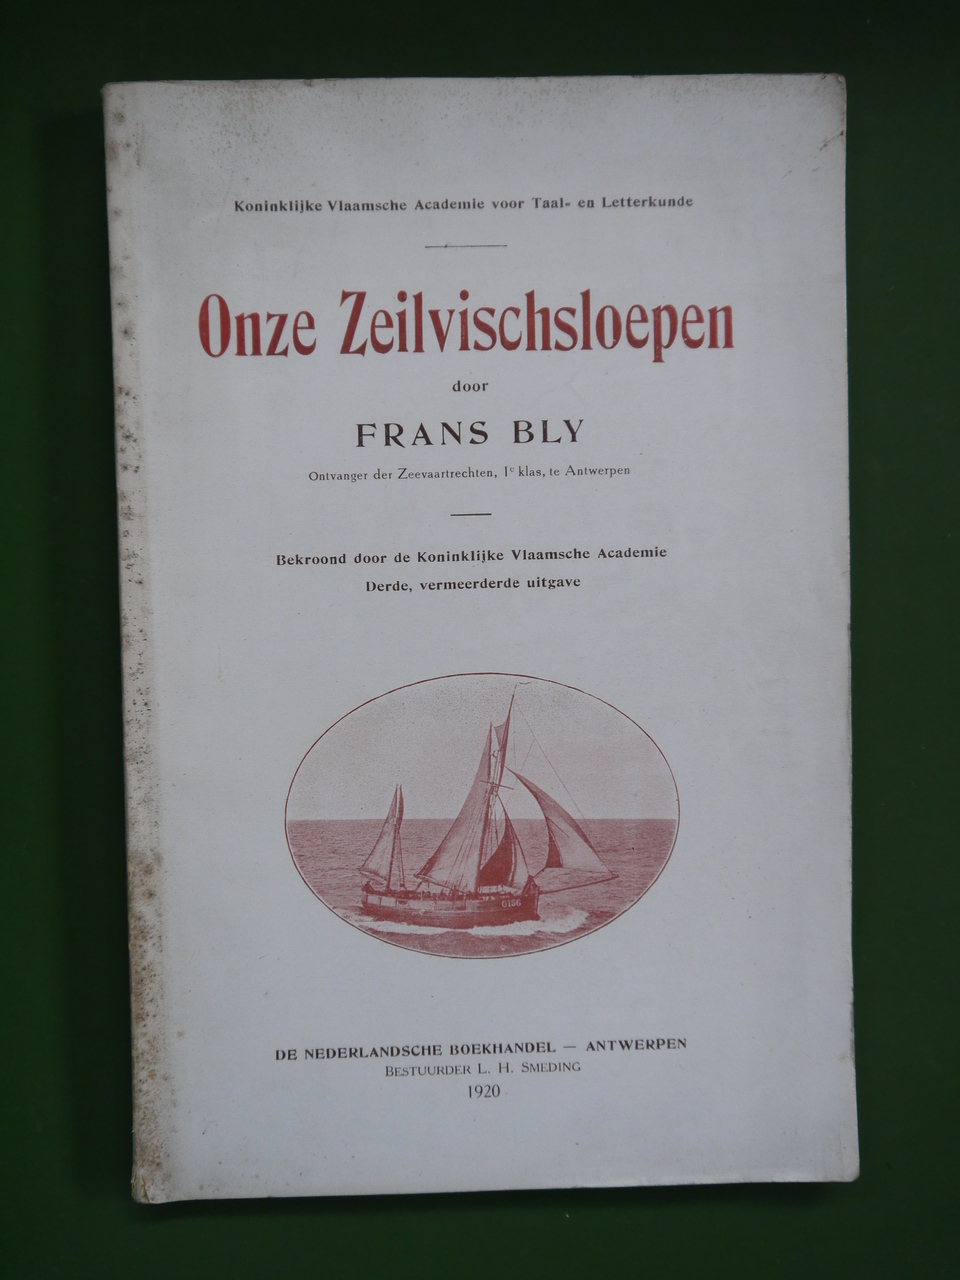 Koninklijke Vlaamsche Academie voor Taal- en Letterkunde
Onze Zeilvischsloepen
door
FRANS BLY
Ontvanger der Zeevaartrechten, 1e klas, te Antwerpen
Bekroond door de Koninklijke Vlaamsche Academie
Derde, vermeerderde uitgave
O156
DE NEDERLANDSCHE BOEKHANDEL — ANTWERPEN
BESTUURDER L. H. SMEDING
1920